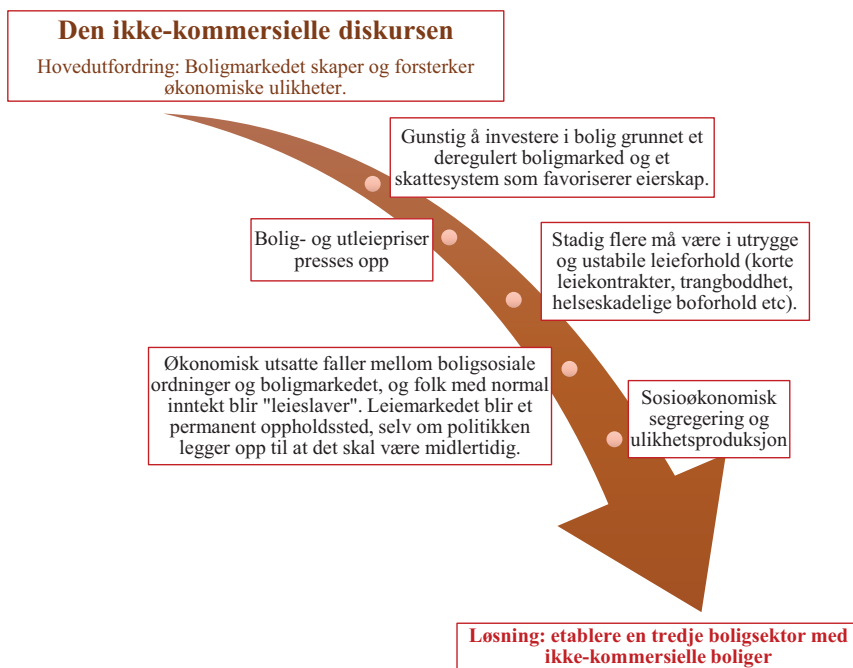 Den ikke-kommersielle diskursen
Hovedutfordring: Boligmarkedet skaper og forsterker
økonomiske ulikheter.
Gunstig å investere i bolig grunnet et
deregulert boligmarked og et
skattesystem som favoriserer eierskap.
Bolig- og utleiepriser
presses opp
Stadig flere må være i utrygge
og ustabile leieforhold (korte
leiekontrakter, trangboddhet,
helseskadelige boforhold etc).
Økonomisk utsatte faller mellom boligsosiale
ordninger og boligmarkedet, og folk med normal
inntekt blir "leieslaver". Leiemarkedet blir et
permanent oppholdssted, selv om politikken
legger opp til at det skal være midlertidig.
Sosioøkonomisk
segregering og
ulikhetsproduksjon
Løsning: etablere en tredje boligsektor med
ikke-kommersielle boliger